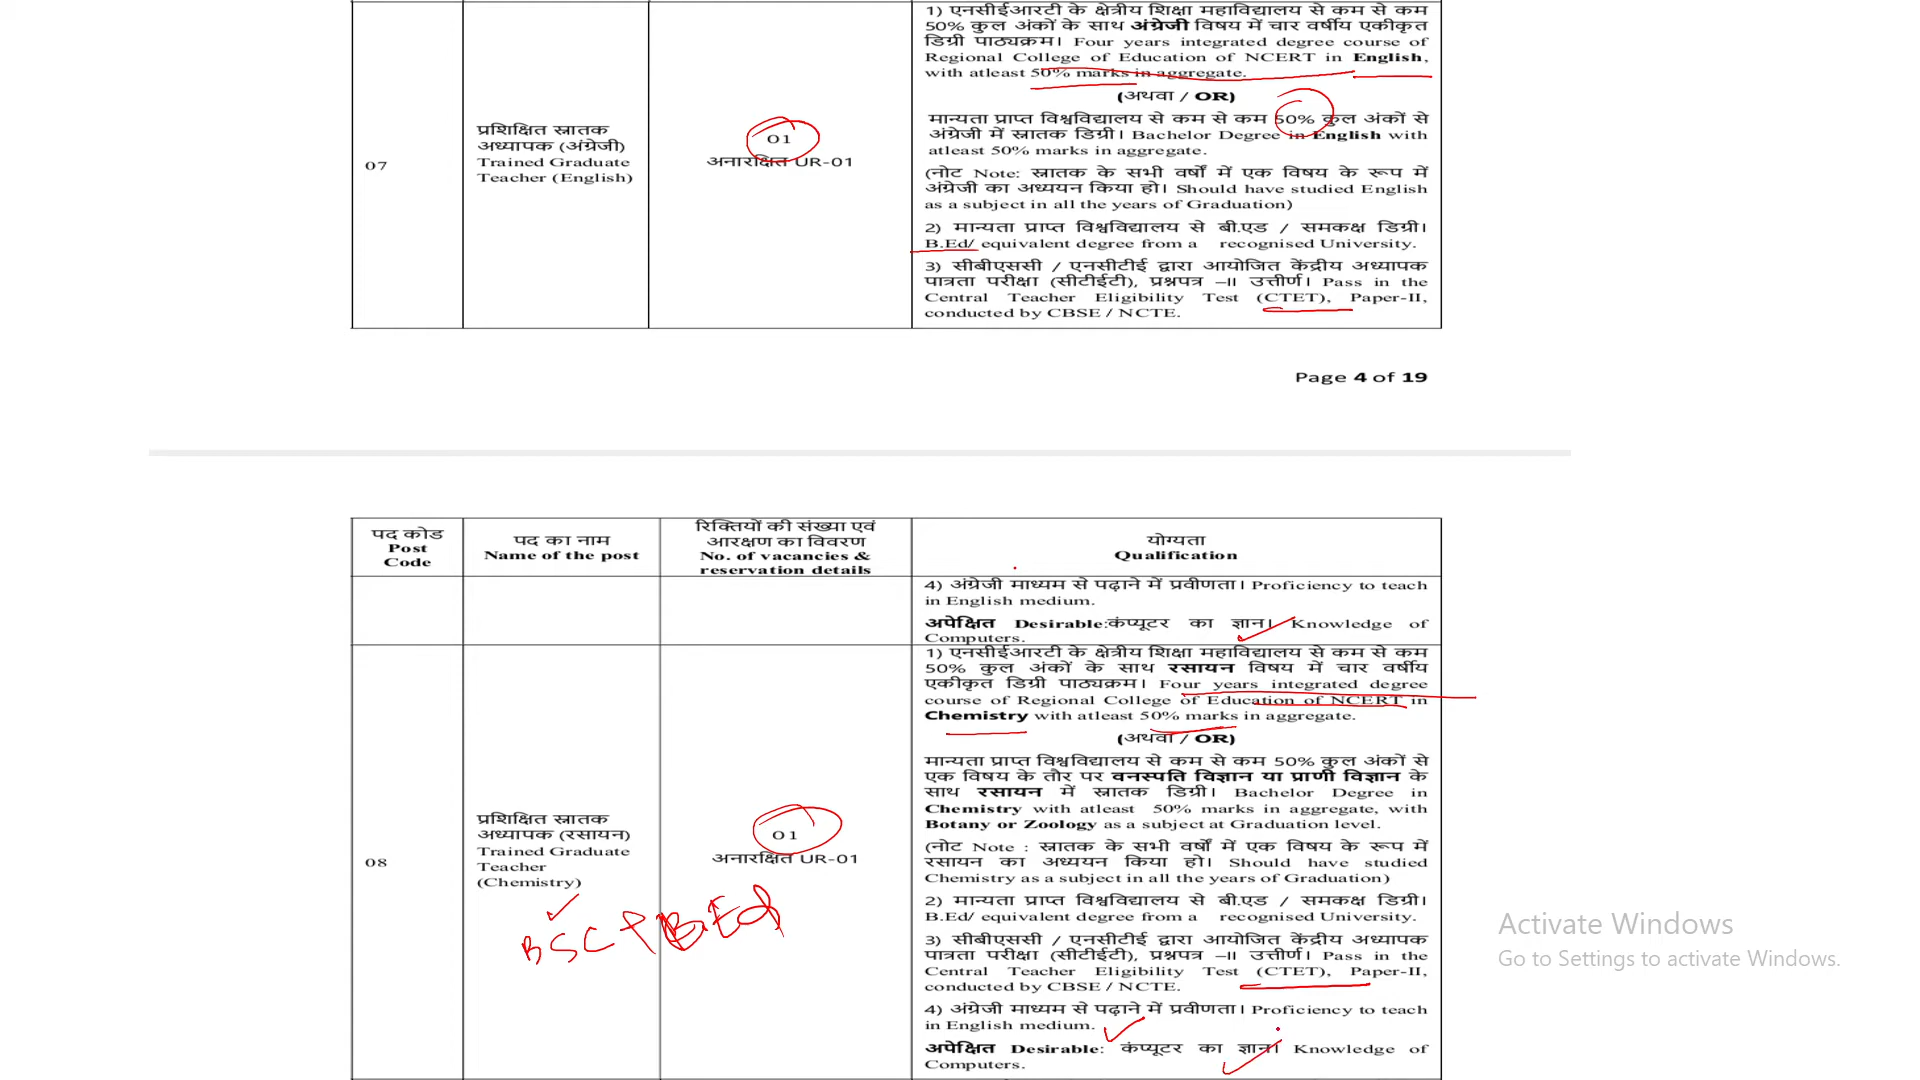 1) एनसीईआरटी के क्षेत्रीय शिक्षा महाविद्यालय से कम से कम
50% कुल अंकों के साथ अंग्रेजी विषय में चार वर्षीय एकीकृत
डिग्री पाठ्यक्रम। Four years integrated degree course of
Regional College of Education of NCERT in English,
with atleast 50% marks in aggregate.
(अथवा / OR)
मान्यता प्राप्त विश्वविद्यालय से कम से कम 50% कुल अंकों से
अंग्रेजी में स्नातक डिग्री। Bachelor Degree in English with
atleast 50% marks in aggregate.
(नोट Note: स्नातक के सभी वर्षों में एक विषय के रूप में
अंग्रेजी का अध्ययन किया हो। Should have studied English
as a subject in all the years of Graduation)
2) मान्यता प्राप्त विश्वविद्यालय से बी.एड / समकक्ष डिग्री।
B.Ed/ equivalent degree from a recognised University.
3) सीबीएससी / एनसीटीई द्वारा आयोजित केंद्रीय अध्यापक
पात्रता परीक्षा (सीटीईटी), प्रश्नपत्र –II उत्तीर्ण। Pass in the
Central Teacher Eligibility Test (CTET), Paper-II,
conducted by CBSE / NCTE.
07
प्रशिक्षित स्नातक
अध्यापक (अंग्रेजी)
Trained Graduate
Teacher (English)
01
अनारक्षित UR-01
Page 4 of 19
पद कोड
Post
Code
पद का नाम
Name of the post
रिक्तियों की संख्या एवं
आरक्षण का विवरण
No. of vacancies &
reservation details
योग्यता
Qualification
4) अंग्रेजी माध्यम से पढ़ाने में प्रवीणता। Proficiency to teach
in English medium.
अपेक्षित Desirable:कंप्यूटर का ज्ञान। Knowledge of
Computers.
08
प्रशिक्षित स्नातक
अध्यापक (रसायन)
Trained Graduate
Teacher
(Chemistry)
01
अनारक्षित UR-01
BSC + B.Ed
1) एनसीईआरटी के क्षेत्रीय शिक्षा महाविद्यालय से कम से कम
50% कुल अंकों के साथ रसायन विषय में चार वर्षीय
एकीकृत डिग्री पाठ्यक्रम। Four years integrated degree
course of Regional College of Education of NCERT in
Chemistry with atleast 50% marks in aggregate.
(अथवा / OR)
मान्यता प्राप्त विश्वविद्यालय से कम से कम 50% कुल अंकों से
एक विषय के तौर पर वनस्पति विज्ञान या प्राणी विज्ञान के
साथ रसायन में स्नातक डिग्री। Bachelor Degree in
Chemistry with atleast 50% marks in aggregate, with
Botany or Zoology as a subject at Graduation level.
(नोट Note : स्नातक के सभी वर्षों में एक विषय के रूप में
रसायन का अध्ययन किया हो। Should have studied
Chemistry as a subject in all the years of Graduation)
2) मान्यता प्राप्त विश्वविद्यालय से बी.एड / समकक्ष डिग्री।
B.Ed/ equivalent degree from a recognised University.
3) सीबीएससी / एनसीटीई द्वारा आयोजित केंद्रीय अध्यापक
पात्रता परीक्षा (सीटीईटी), प्रश्नपत्र –II उत्तीर्ण। Pass in the
Central Teacher Eligibility Test (CTET), Paper-II,
conducted by CBSE / NCTE.
4) अंग्रेजी माध्यम से पढ़ाने में प्रवीणता। Proficiency to teach
in English medium.
अपेक्षित Desirable: कंप्यूटर का ज्ञान। Knowledge of
Computers.
Activate Windows
Go to Settings to activate Windows.